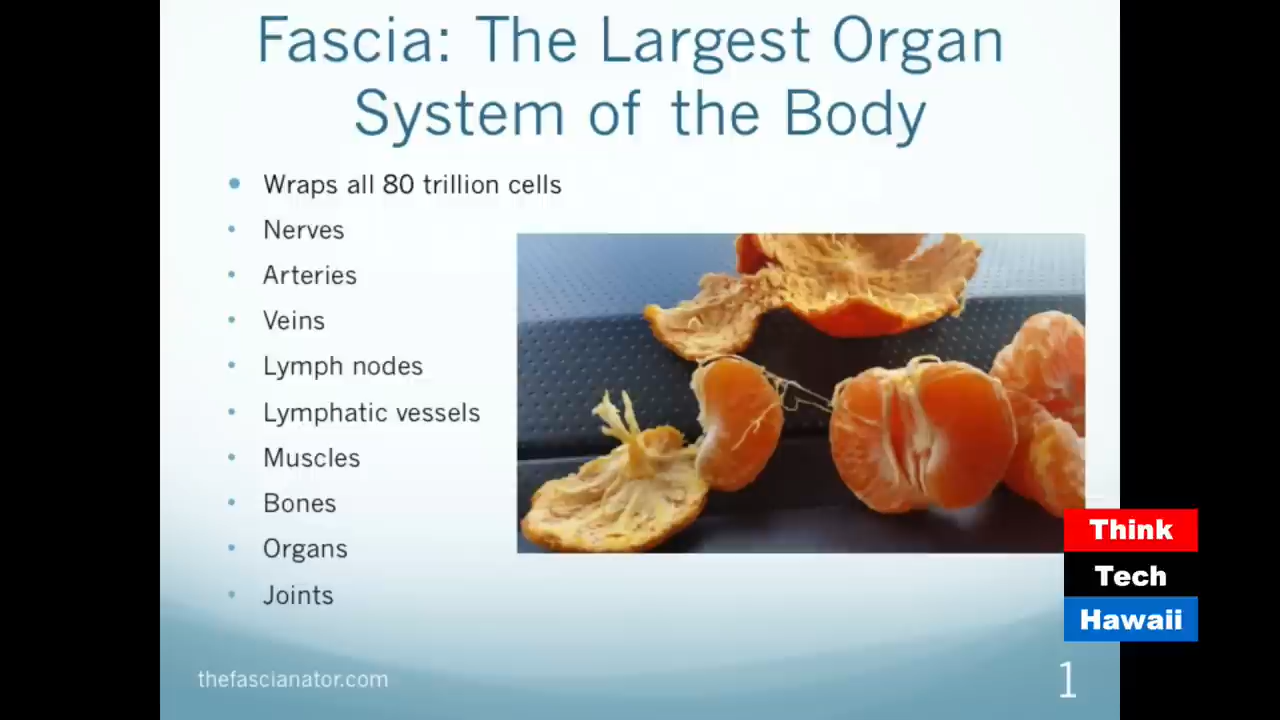 Fascia: The Largest Organ
System of the Body
Wraps all 80 trillion cells
Nerves
Arteries
Veins
Lymph nodes
Lymphatic vessels
Muscles
Bones
Organs
Joints
Think
Tech
Hawaii
thefascianator.com
1